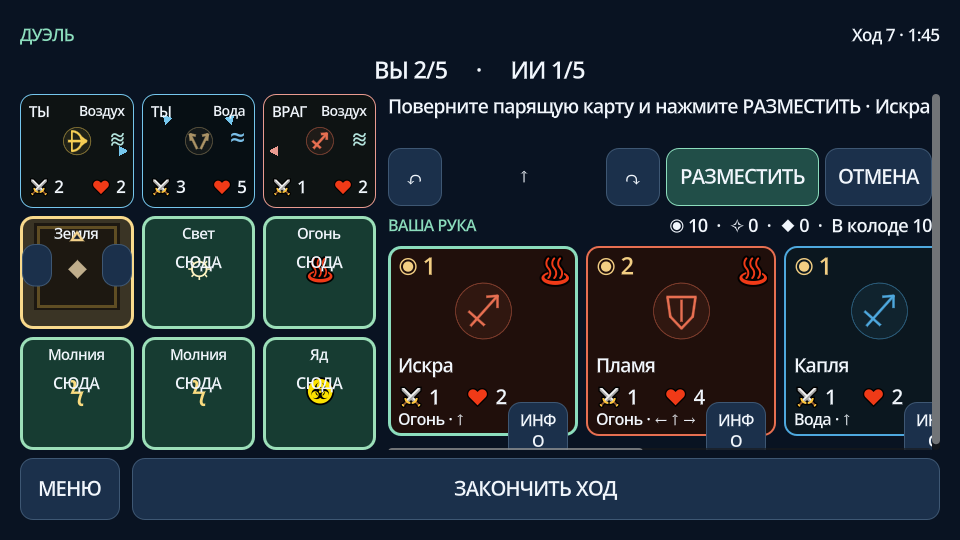 ДУЭЛЬ
Ход 7 · 1:45
ВЫ 2/5 · ИИ 1/5
ТЫ Воздух
2 2
ТЫ Вода
3 5
ВРАГ Воздух
1 2
Поверните парящую карту и нажмите РАЗМЕСТИТЬ · Искра
↑
РАЗМЕСТИТЬ
ОТМЕНА
Земля
Свет
СЮДА
Огонь
СЮДА
Молния
СЮДА
Молния
СЮДА
Яд
СЮДА
ВАША РУКА
◉ 10 · ✧ 0 · ◆ 0 · В колоде 10
◉ 1
Искра
1 2
Огонь · ↑
ИНФ
О
◉ 2
Пламя
1 4
Огонь · ← ↑ →
ИНФ
О
◉ 1
Капля
1 2
Вода · ↑
МЕНЮ
ЗАКОНЧИТЬ ХОД